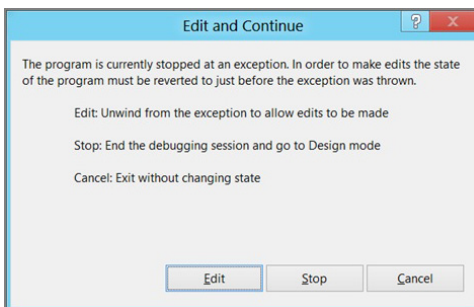 Edit and Continue
The program is currently stopped at an exception. In order to make edits the state
of the program must be reverted to just before the exception was thrown.
Edit: Unwind from the exception to allow edits to be made
Stop: End the debugging session and go to Design mode
Cancel: Exit without changing state
Edit Stop Cancel